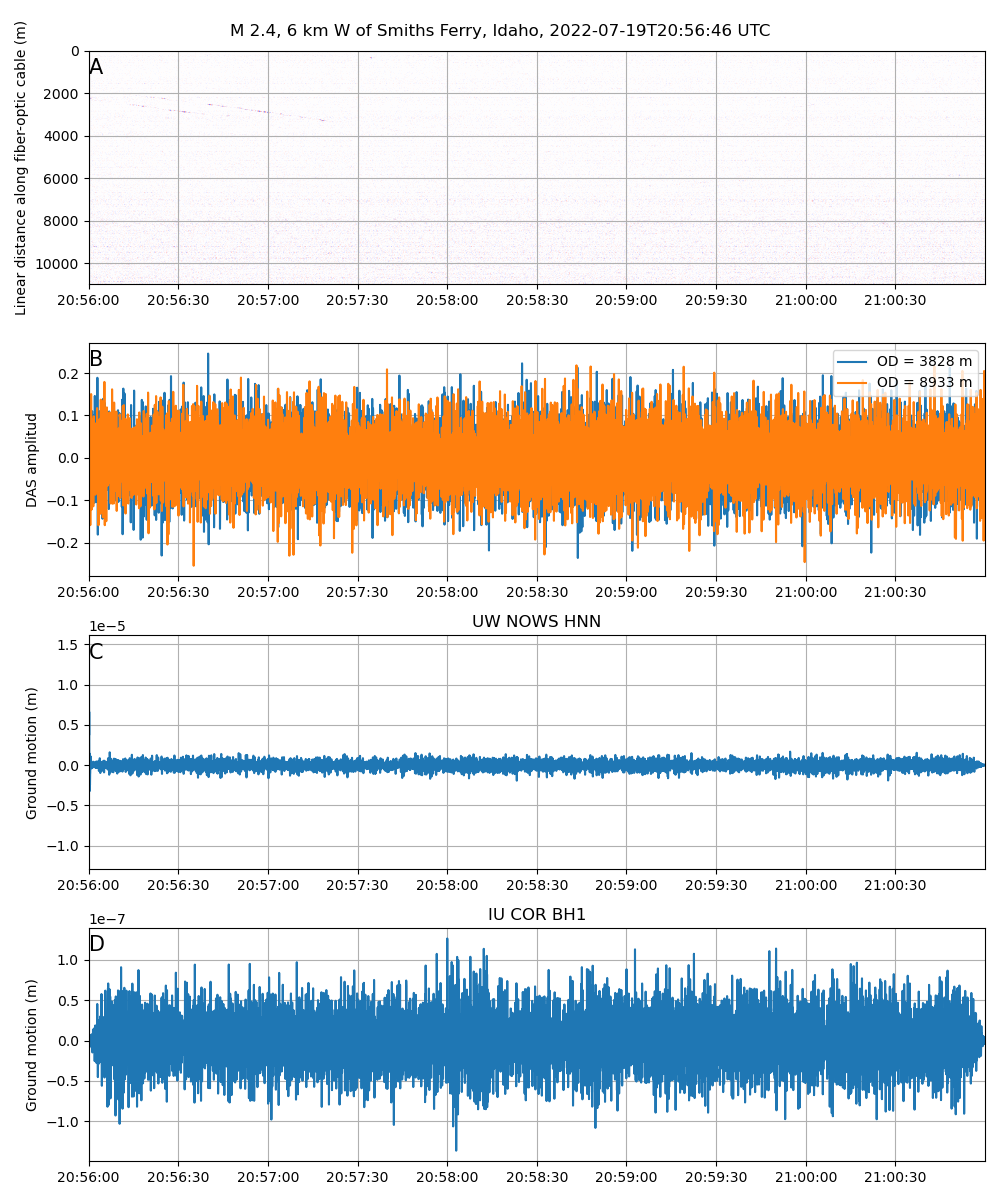 M 2.4, 6 km W of Smiths Ferry, Idaho, 2022-07-19T20:56:46 UTC
A
Linear distance along fiber-optic cable (m)
0
2000
4000
6000
8000
10000
20:56:00 20:56:30 20:57:00 20:57:30 20:58:00 20:58:30 20:59:00 20:59:30 21:00:00 21:00:30
B
DAS amplitud
OD = 3828 m
OD = 8933 m
0.2
0.1
0.0
−0.1
−0.2
20:56:00 20:56:30 20:57:00 20:57:30 20:58:00 20:58:30 20:59:00 20:59:30 21:00:00 21:00:30
UW NOWS HNN
1e−5
C
Ground motion (m)
1.5
1.0
0.5
0.0
−0.5
−1.0
20:56:00 20:56:30 20:57:00 20:57:30 20:58:00 20:58:30 20:59:00 20:59:30 21:00:00 21:00:30
IU COR BH1
1e−7
D
Ground motion (m)
1.0
0.5
0.0
−0.5
−1.0
20:56:00 20:56:30 20:57:00 20:57:30 20:58:00 20:58:30 20:59:00 20:59:30 21:00:00 21:00:30